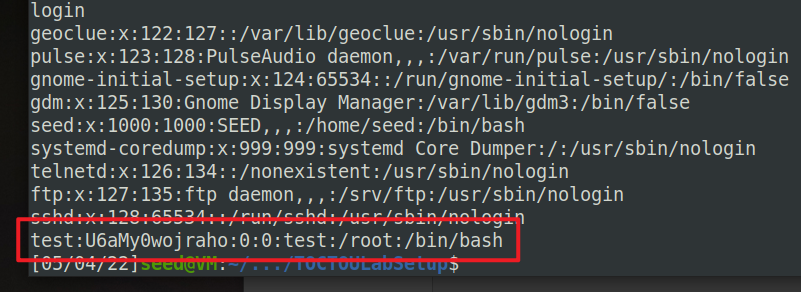 login
geoclue:x:122:127::/var/lib/geoclue:/usr/sbin/nologin
pulse:x:123:128:PulseAudio daemon,,,:/var/run/pulse:/usr/sbin/nologin
gnome-initial-setup:x:124:65534::/run/gnome-initial-setup/:/bin/false
gdm:x:125:130:Gnome Display Manager:/var/lib/gdm3:/bin/false
seed:x:1000:1000:SEED,,,:/home/seed:/bin/bash
systemd-coredump:x:999:999:systemd Core Dumper:/:/usr/sbin/nologin
telnetd:x:126:134::/nonexistent:/usr/sbin/nologin
ftp:x:127:135:ftp daemon,,,:/srv/ftp:/usr/sbin/nologin
sshd:x:128:65534::/run/sshd:/usr/sbin/nologin
test:U6aMy0wojraho:0:0:test:/root:/bin/bash
[05/04/22]seed@VM:~/.../TOCTOULabSetup$